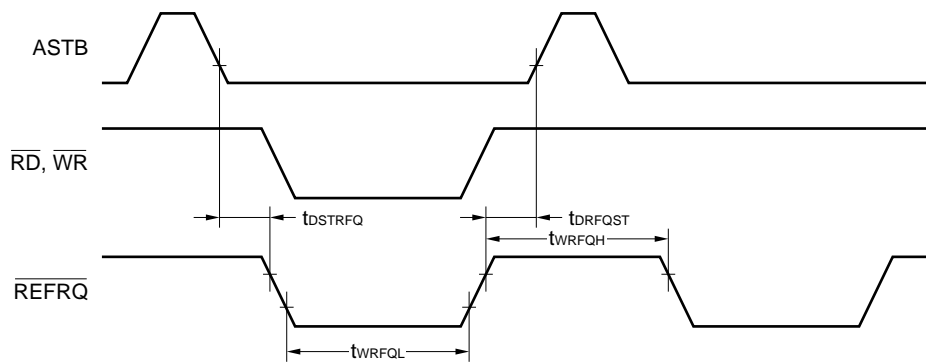 ASTB
RD, WR
tDSTRFQ
tDRFQST
tWRFQH
REFRQ
tWRFQL